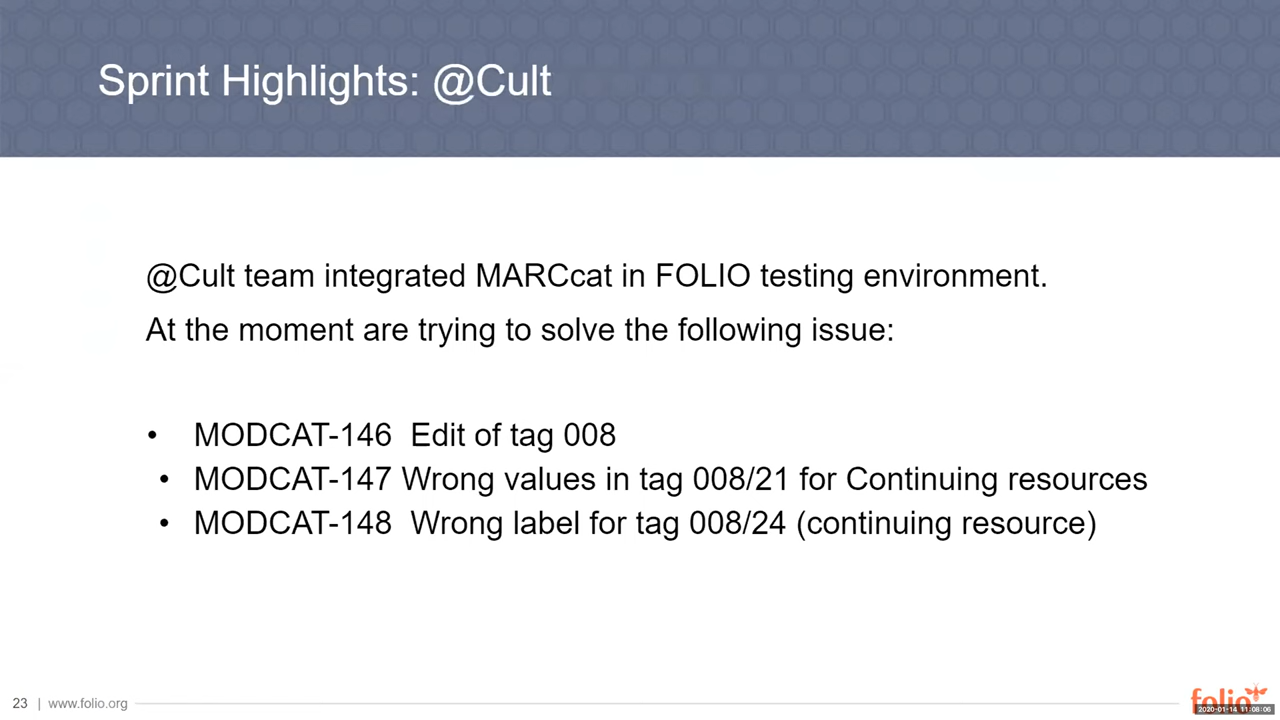 Sprint Highlights: @Cult
@Cult team integrated MARCcat in FOLIO testing environment.
At the moment are trying to solve the following issue:
• MODCAT-146 Edit of tag 008
• MODCAT-147 Wrong values in tag 008/21 for Continuing resources
• MODCAT-148 Wrong label for tag 008/24 (continuing resource)
23 | www.folio.org
folio
2020-01-14 11:08:06